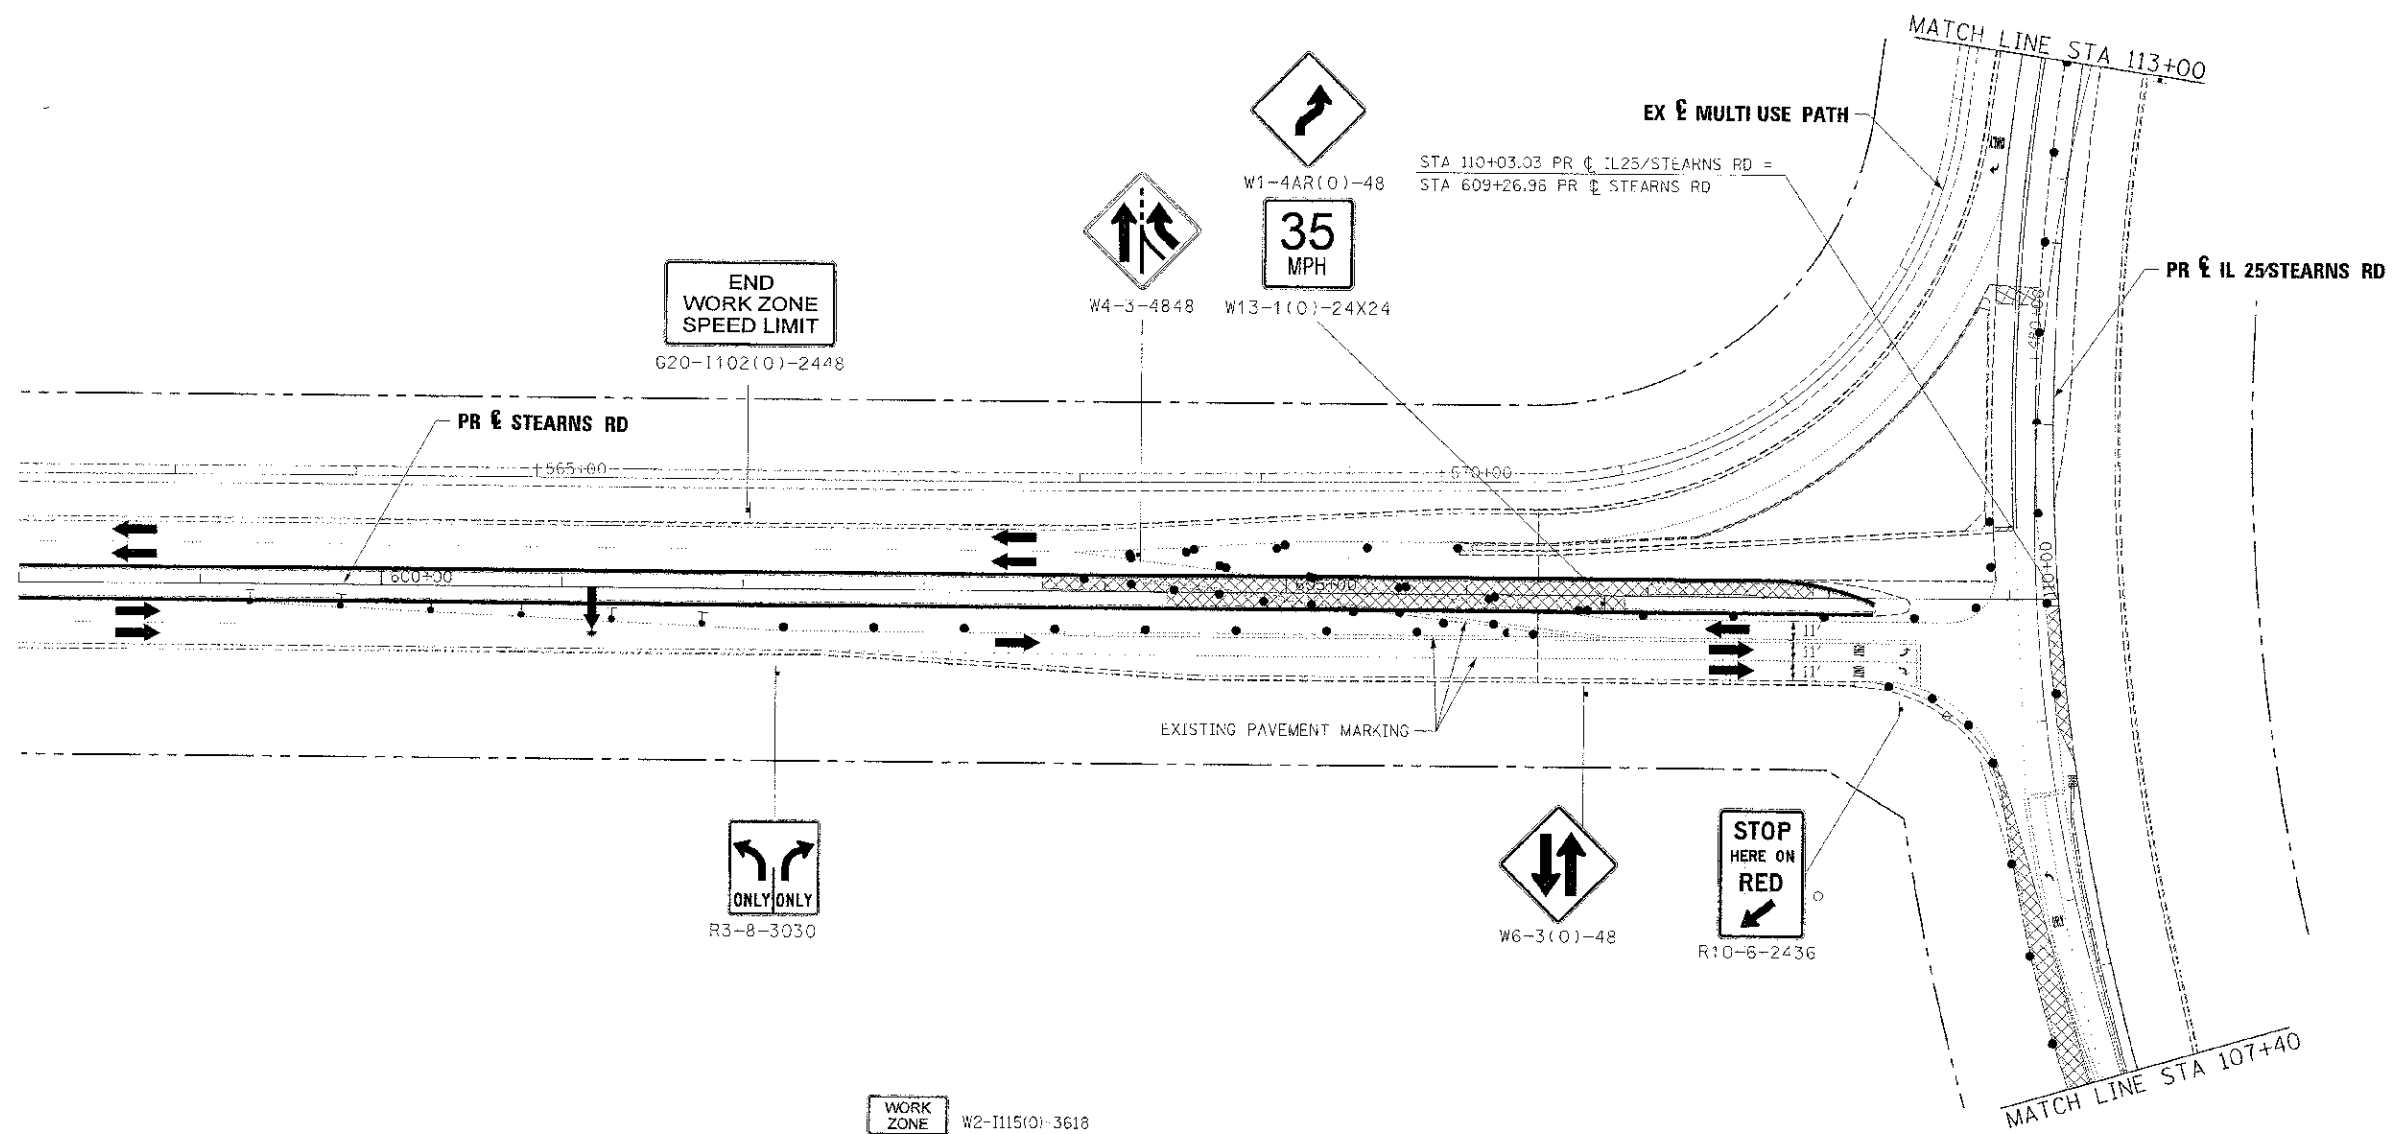 MATCH LINE STA 113+00
EX ℄ MULTI USE PATH
STA 110+03.03 PR ℄ IL25/STEARNS RD =
STA 609+26.96 PR ℄ STEARNS RD
W1-4AR(O)-48
35
MPH
W13-1(O)-24X24
W4-3-4848
PR ℄ IL 25/STEARNS RD
END
WORK ZONE
SPEED LIMIT
G20-I102(O)-2448
PR ℄ STEARNS RD
565+00
570+00
600+00
605+00
110+00
11'
11'
11'
EXISTING PAVEMENT MARKING
ONLY ONLY
R3-8-3030
W6-3(O)-48
STOP
HERE ON
RED
R10-6-2436
WORK
ZONE
W2-I115(O)-3618
MATCH LINE STA 107+40